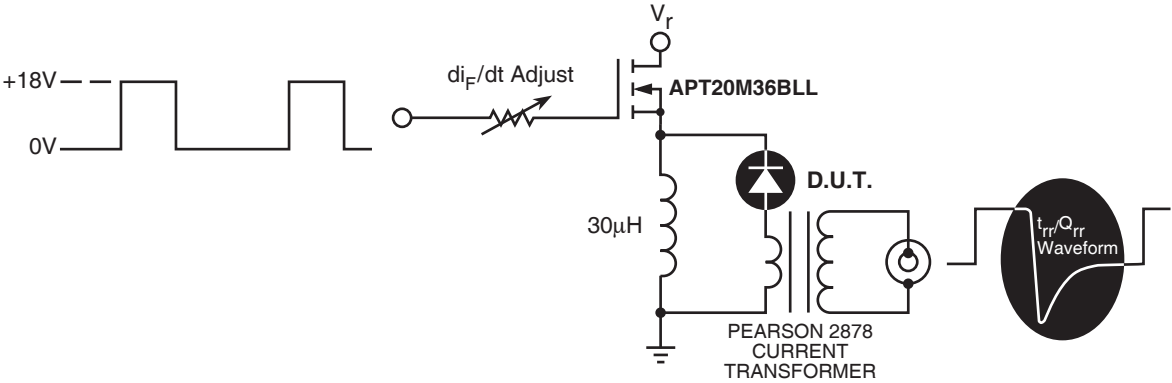 V_r
+18V
di_F/dt Adjust
APT20M36BLL
0V
D.U.T.
30μH
t_rr/Q_rr
Waveform
PEARSON 2878
CURRENT
TRANSFORMER